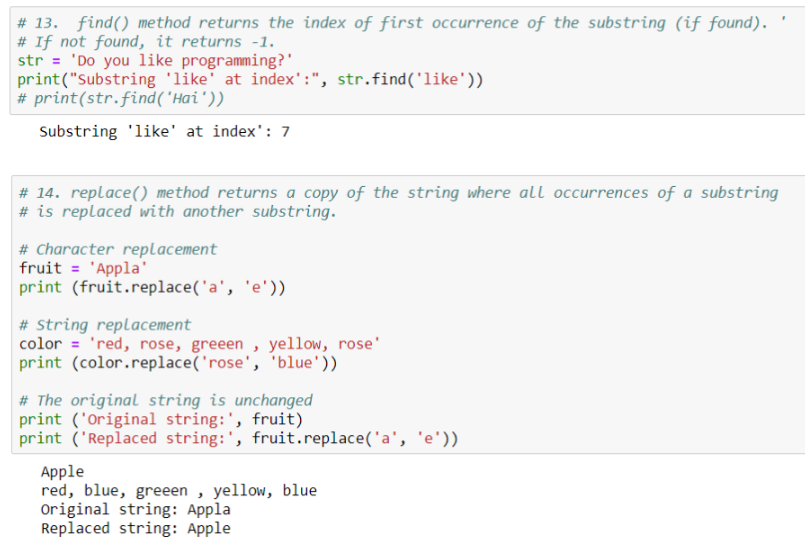 # 13.  find() method returns the index of first occurrence of the substring (if found). '
# If not found, it returns -1.
str = 'Do you like programming?'
print("Substring 'like' at index':", str.find('like'))
# print(str.find('Hai'))
Substring 'like' at index': 7
# 14. replace() method returns a copy of the string where all occurrences of a substring
# is replaced with another substring.
# Character replacement
fruit = 'Appla'
print (fruit.replace('a', 'e'))
# String replacement
color = 'red, rose, greeen , yellow, rose'
print (color.replace('rose', 'blue'))
# The original string is unchanged
print ('Original string:', fruit)
print ('Replaced string:', fruit.replace('a', 'e'))
Apple
red, blue, greeen , yellow, blue
Original string: Appla
Replaced string: Apple